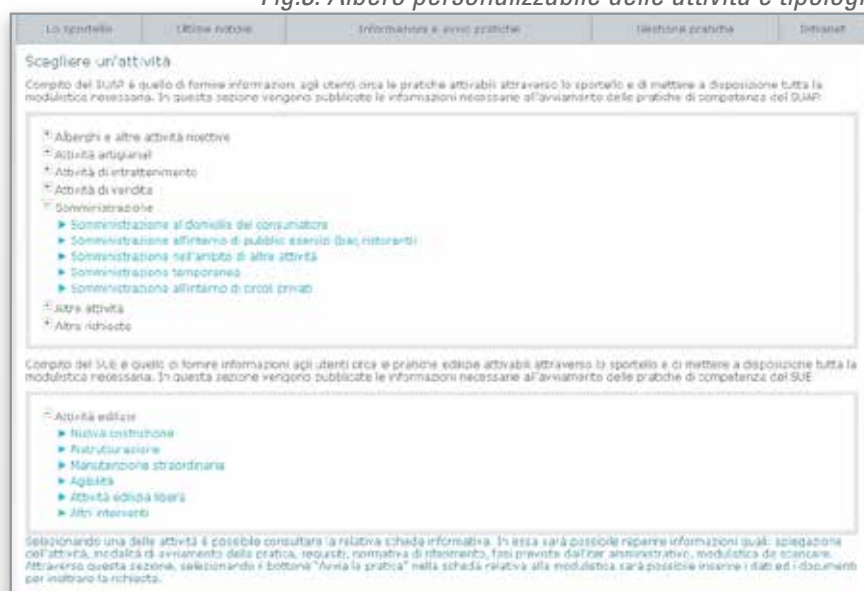 Fig.3. Albero personalizzabile delle attività e tipologi
Lo sportello Ultime notizie Informazioni e avvio pratiche Gestione pratiche Intranet
Scegliere un'attività
Compito del SUAP è quello di fornire informazioni agli utenti circa le pratiche attivabili attraverso lo sportello e di mettere a disposizione tutta la
modulistica necessaria. In questa sezione vengono pubblicate le informazioni necessarie all'avviamento delle pratiche di competenza del SUAP.
Alberghi e altre attività ricettive
Attività artigianali
Attività di intrattenimento
Attività di vendita
Somministrazione
Somministrazione al domicilio del consumatore
Somministrazione all'interno di pubblici esercizi (bar, ristoranti)
Somministrazione nell'ambito di altre attività
Somministrazione temporanea
Somministrazione all'interno di circoli privati
Altre attività
Altre richieste
Compito del SUE è quello di fornire informazioni agli utenti circa le pratiche edilizie attivabili attraverso lo sportello e di mettere a disposizione tutta la
modulistica necessaria. In questa sezione vengono pubblicate le informazioni necessarie all'avviamento delle pratiche di competenza del SUE
Attività edilizie
Nuova costruzione
Ristrutturazione
Manutenzione straordinaria
Agibilità
Attività edilizia libera
Altri interventi
Selezionando una delle attività è possibile consultare la relativa scheda informativa. In essa sarà possibile reperire informazioni quali: spiegazione
dell'attività, modalità di avviamento della pratica, requisiti, normativa di riferimento, fasi previste dall'iter amministrativo, modulistica da scaricare.
Attraverso questa sezione, selezionando il bottone "Avvia la pratica" nella scheda relativa alla modulistica sarà possibile inserire i dati ed i documenti
per inoltrare la richiesta.